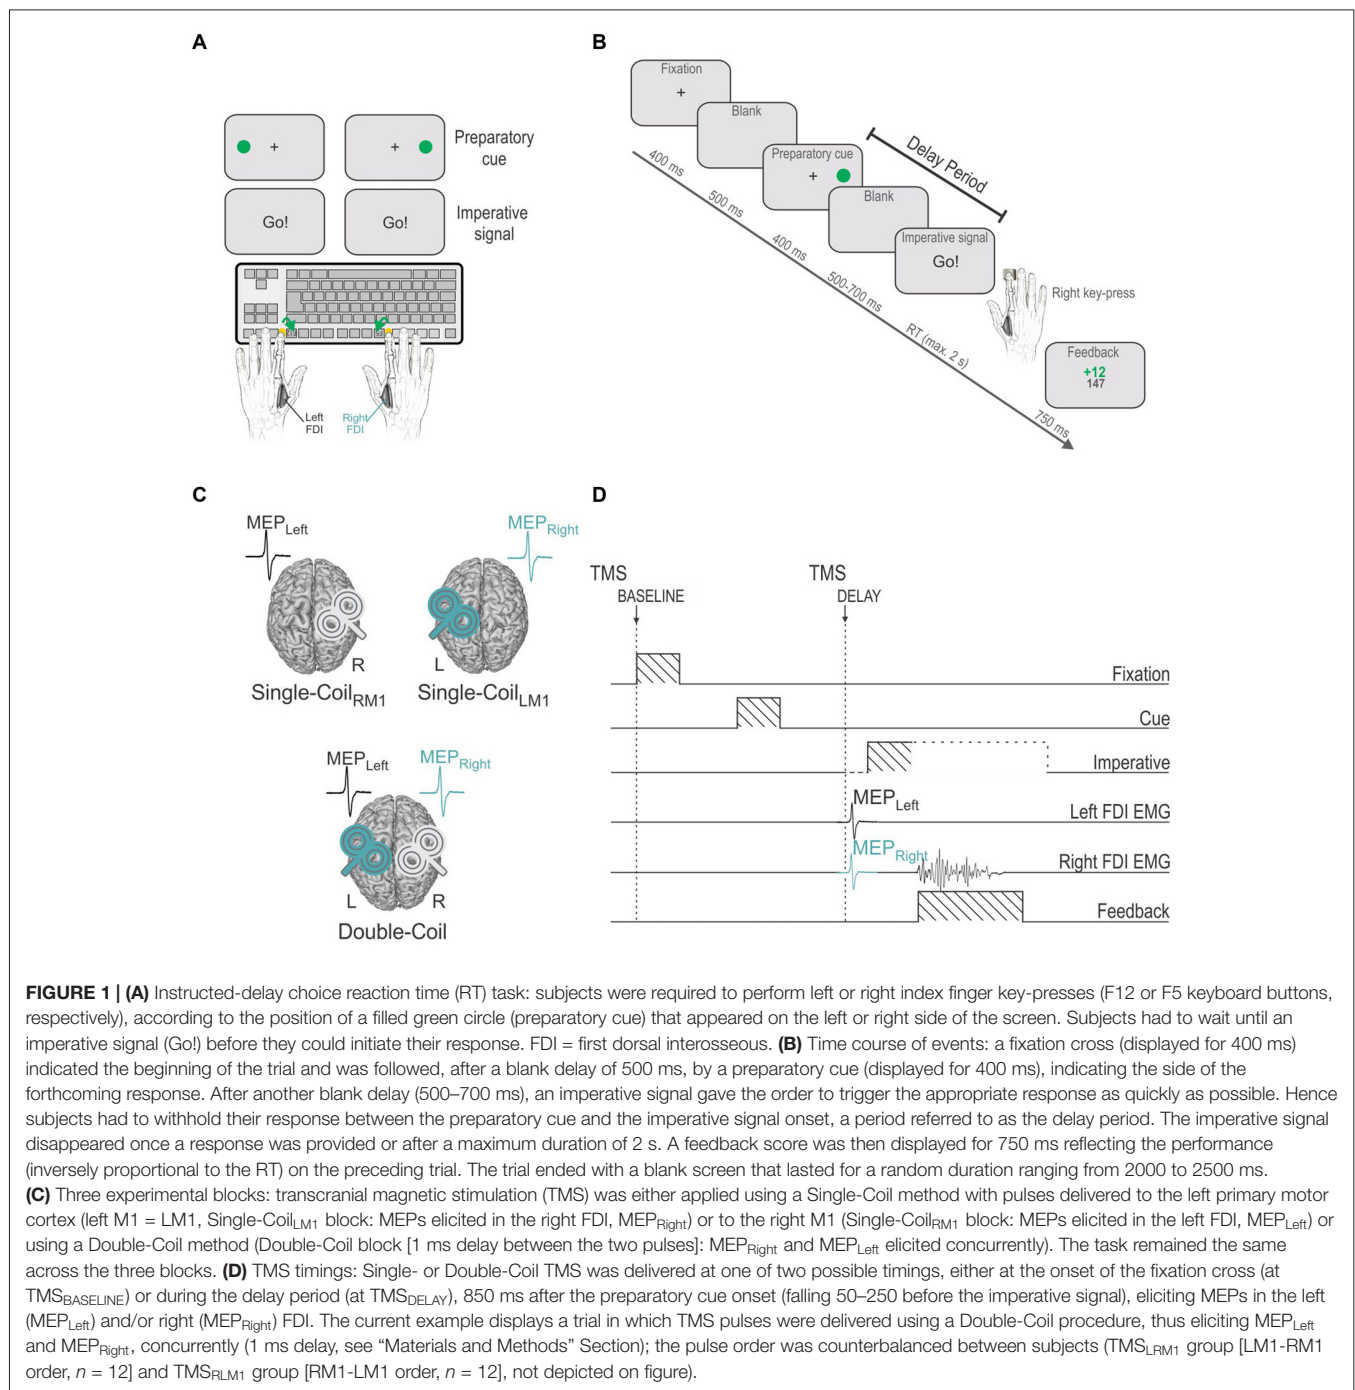 A
Preparatory
cue
Imperative
signal
Go!
Go!
Left
FDI
Right
FDI
B
Fixation
+
Blank
Preparatory cue
+
Blank
Imperative signal
Go!
Delay Period
400 ms
500 ms
400 ms
500-700 ms
RT (max. 2 s)
750 ms
Right key-press
Feedback
+12
147
C
MEPLeft
MEPRight
R
L
Single-CoilRM1
Single-CoilLM1
MEPLeft
MEPRight
L
R
Double-Coil
D
TMS
BASELINE
TMS
DELAY
Fixation
Cue
Imperative
MEPLeft
Left FDI EMG
MEPRight
Right FDI EMG
Feedback
FIGURE 1 | (A) Instructed-delay choice reaction time (RT) task: subjects were required to perform left or right index finger key-presses (F12 or F5 keyboard buttons,
respectively), according to the position of a filled green circle (preparatory cue) that appeared on the left or right side of the screen. Subjects had to wait until an
imperative signal (Go!) before they could initiate their response. FDI = first dorsal interosseous. (B) Time course of events: a fixation cross (displayed for 400 ms)
indicated the beginning of the trial and was followed, after a blank delay of 500 ms, by a preparatory cue (displayed for 400 ms), indicating the side of the
forthcoming response. After another blank delay (500–700 ms), an imperative signal gave the order to trigger the appropriate response as quickly as possible. Hence
subjects had to withhold their response between the preparatory cue and the imperative signal onset, a period referred to as the delay period. The imperative signal
disappeared once a response was provided or after a maximum duration of 2 s. A feedback score was then displayed for 750 ms reflecting the performance
(inversely proportional to the RT) on the preceding trial. The trial ended with a blank screen that lasted for a random duration ranging from 2000 to 2500 ms.
(C) Three experimental blocks: transcranial magnetic stimulation (TMS) was either applied using a Single-Coil method with pulses delivered to the left primary motor
cortex (left M1 = LM1, Single-CoilLM1 block: MEPs elicited in the right FDI, MEPRight) or to the right M1 (Single-CoilRM1 block: MEPs elicited in the left FDI, MEPLeft) or
using a Double-Coil method (Double-Coil block [1 ms delay between the two pulses]: MEPRight and MEPLeft elicited concurrently). The task remained the same
across the three blocks. (D) TMS timings: Single- or Double-Coil TMS was delivered at one of two possible timings, either at the onset of the fixation cross (at
TMSBASELINE) or during the delay period (at TMSDELAY), 850 ms after the preparatory cue onset (falling 50–250 before the imperative signal), eliciting MEPs in the left
(MEPLeft) and/or right (MEPRight) FDI. The current example displays a trial in which TMS pulses were delivered using a Double-Coil procedure, thus eliciting MEPLeft
and MEPRight, concurrently (1 ms delay, see “Materials and Methods” Section); the pulse order was counterbalanced between subjects (TMSLRM1 group [LM1-RM1
order, n = 12] and TMSRLM1 group [RM1-LM1 order, n = 12], not depicted on figure).